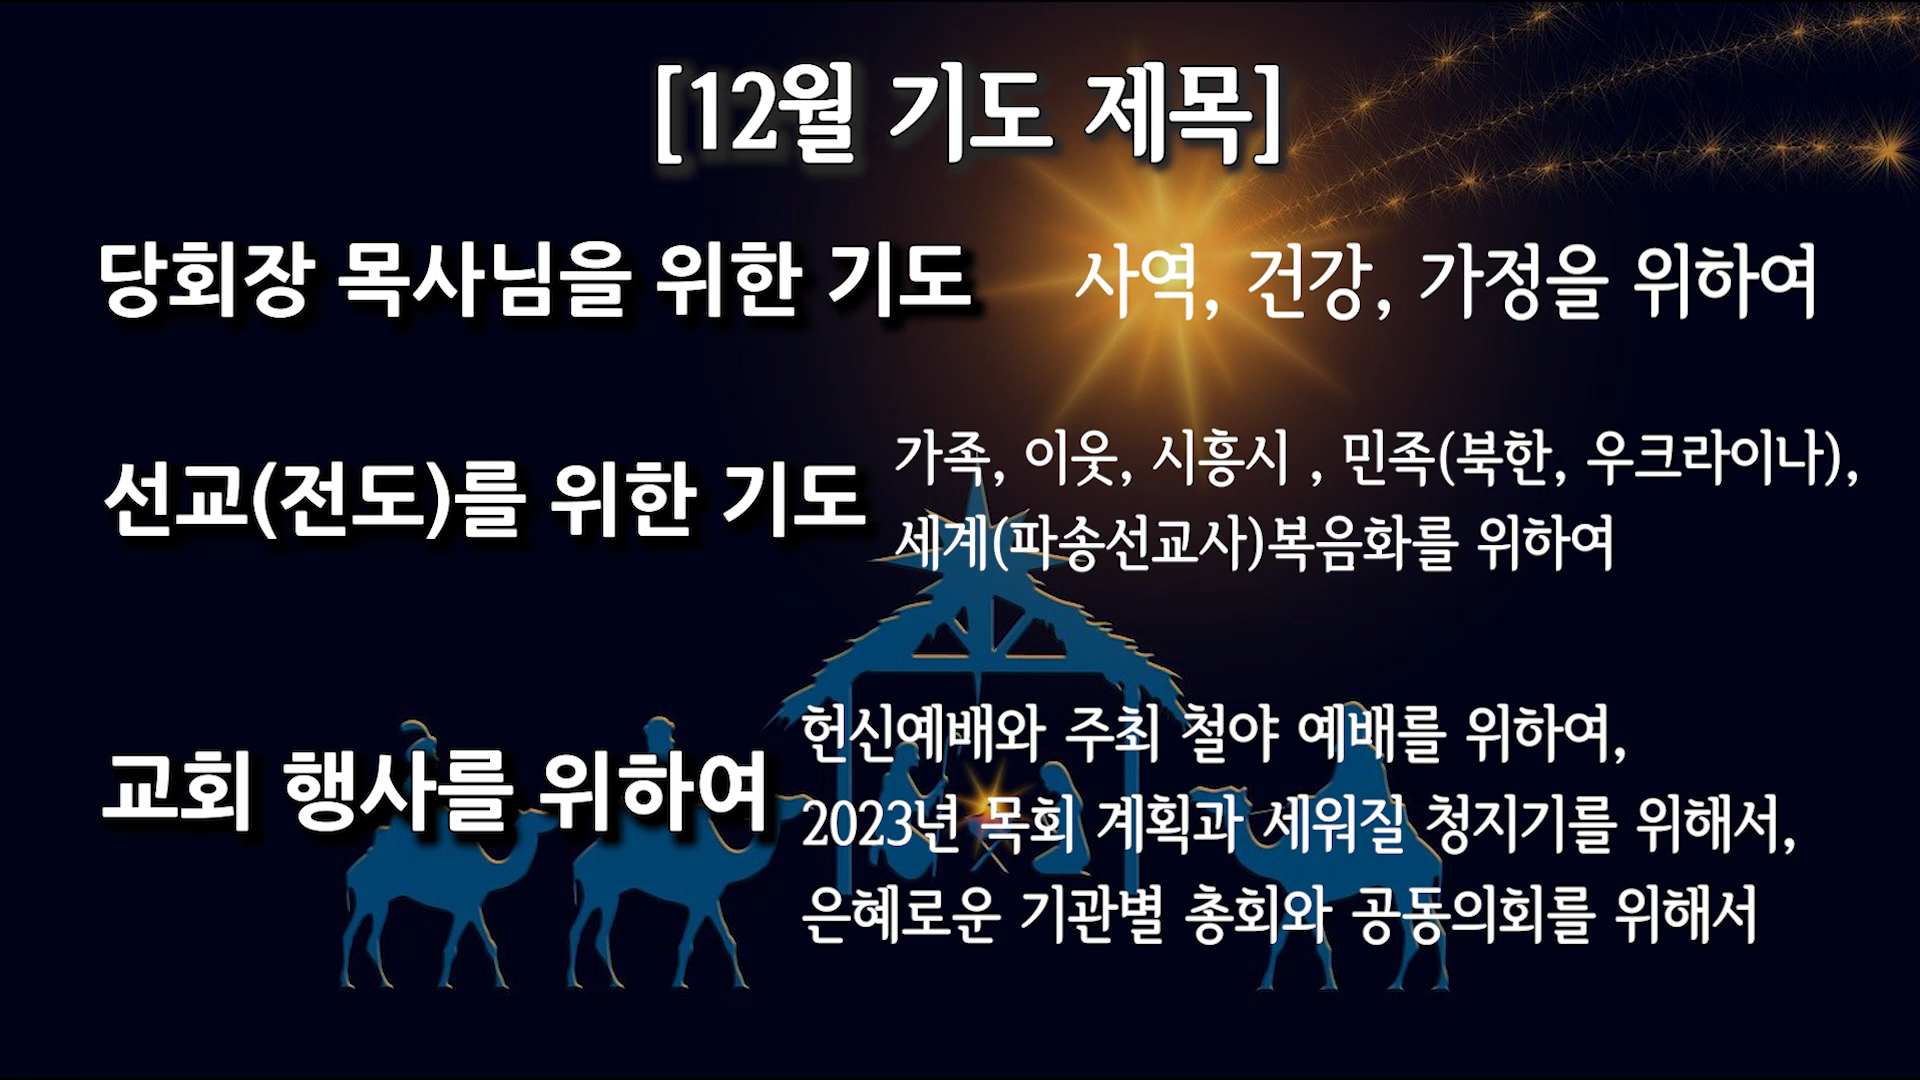 [12월 기도 제목]
당회장 목사님을 위한 기도 사역, 건강, 가정을 위하여
선교(전도)를 위한 기도
가족, 이웃, 시흥시 , 민족(북한, 우크라이나),
세계(파송선교사)복음화를 위하여
교회 행사를 위하여
헌신예배와 주최 철야 예배를 위하여,
2023년 목회 계획과 세워질 청지기를 위해서,
은혜로운 기관별 총회와 공동의회를 위해서